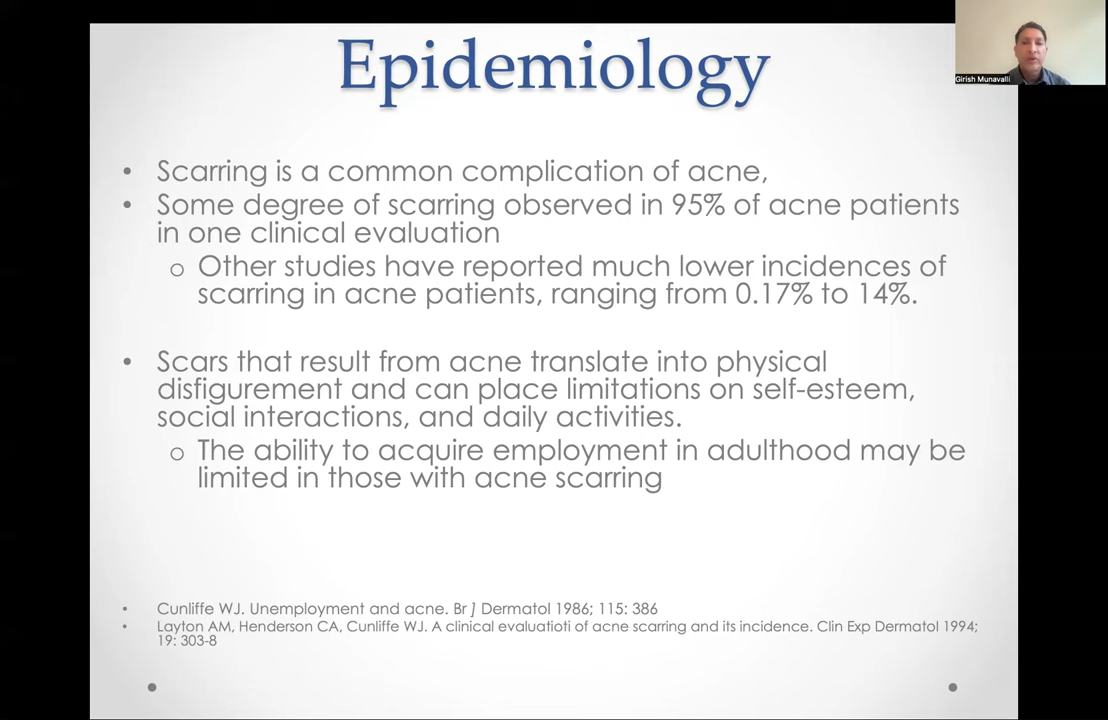 Epidemiology
Girish Munavalli
• Scarring is a common complication of acne,
• Some degree of scarring observed in 95% of acne patients
in one clinical evaluation
o Other studies have reported much lower incidences of
scarring in acne patients, ranging from 0.17% to 14%.
• Scars that result from acne translate into physical
disfigurement and can place limitations on self-esteem,
social interactions, and daily activities.
o The ability to acquire employment in adulthood may be
limited in those with acne scarring
• Cunliffe WJ. Unemployment and acne. Br ] Dermatol 1986; 115: 386
• Layton AM, Henderson CA, Cunliffe WJ. A clinical evaluatioti of acne scarring and its incidence. Clin Exp Dermatol 1994;
19: 303-8